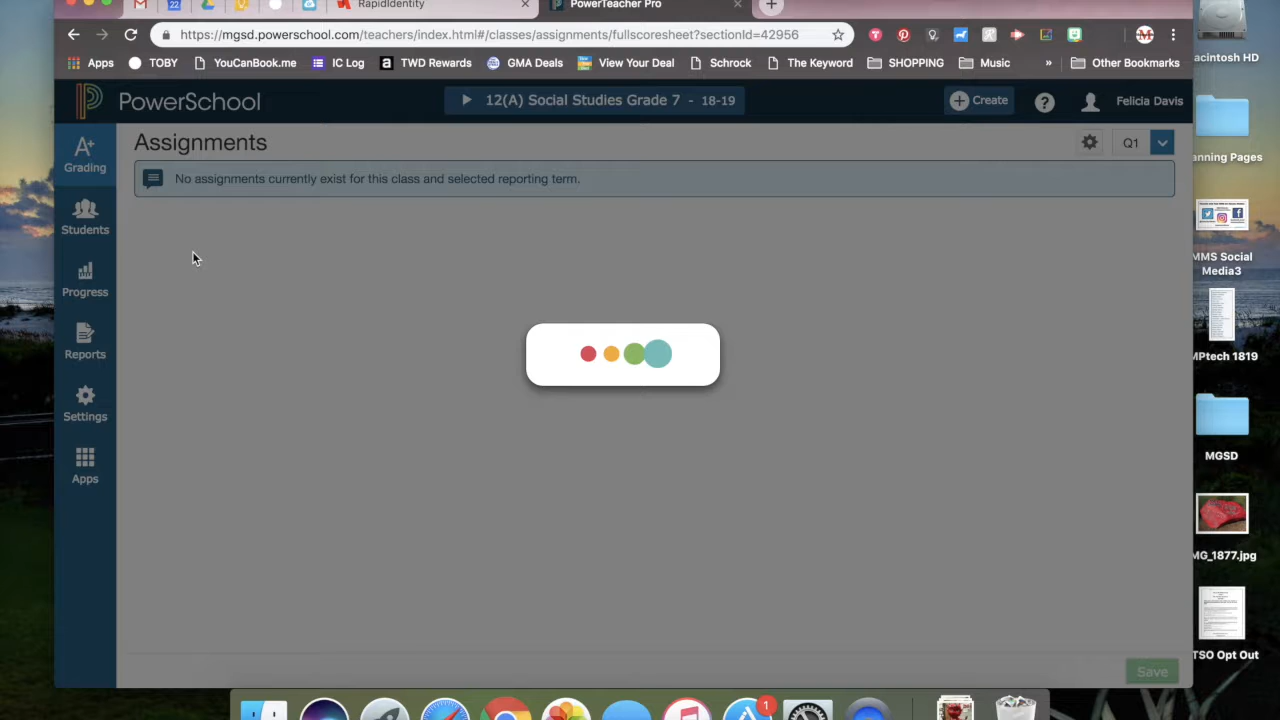 RapidIdentity
PowerTeacher Pro
https://mgsd.powerschool.com/teachers/index.html#/classes/assignments/fullscoresheet?sectionId=42956
Apps TOBY YouCanBook.me IC Log TWD Rewards GMA Deals View Your Deal Schrock The Keyword SHOPPING Music » Other Bookmarks
PowerSchool
12(A) Social Studies Grade 7 - 18-19
Create
Felicia Davis
Grading
Students
Progress
Reports
Settings
Apps
Assignments
Q1
No assignments currently exist for this class and selected reporting term.
Save
acintosh HD
anning Pages
MMS Social
Media3
MPtech 1819
MGSD
MG_1877.jpg
TSO Opt Out
22
1